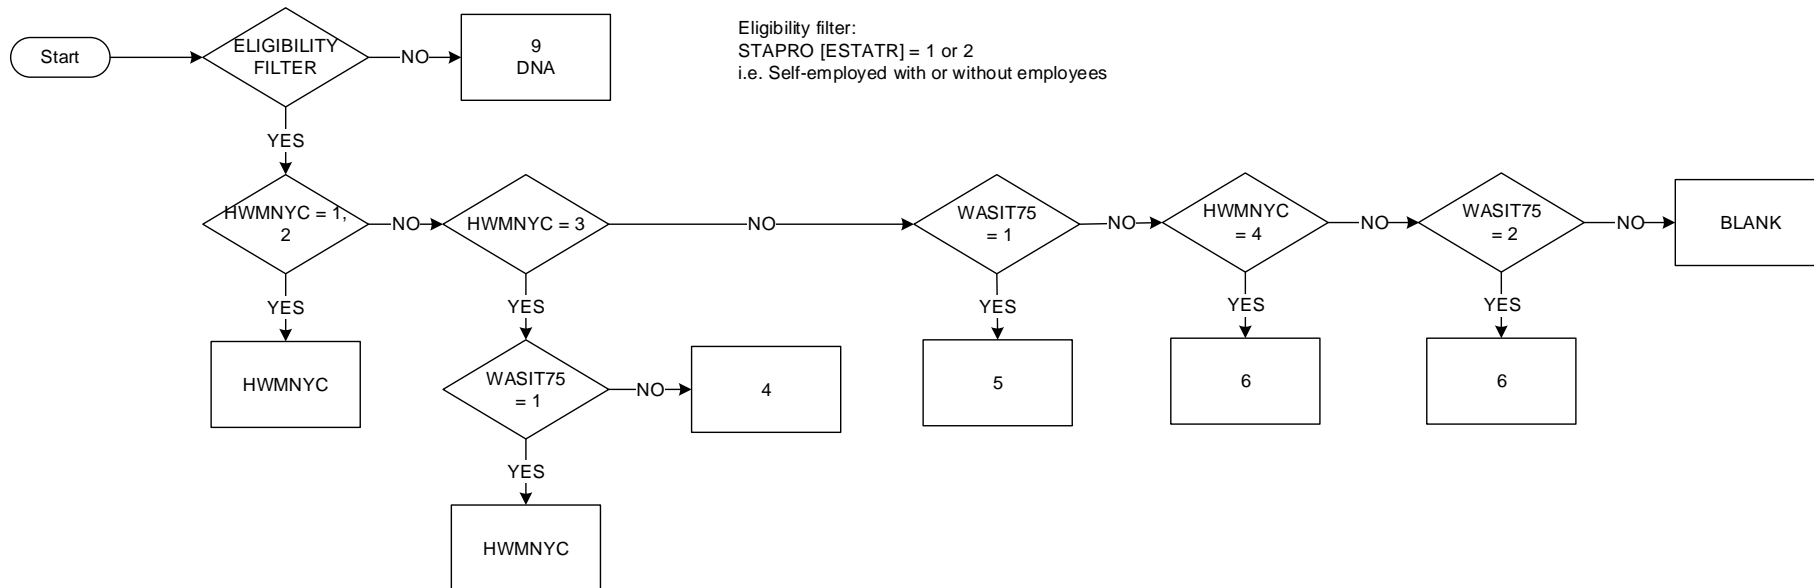 Start
ELIGIBILITY
FILTER
NO
9
DNA
Eligibility filter:
STAPRO [ESTATR] = 1 or 2
i.e. Self-employed with or without employees
YES
HWMNYC = 1,
2
NO
HWMNYC = 3
NO
WASIT75
= 1
NO
HWMNYC
= 4
NO
WASIT75
= 2
NO
BLANK
YES
YES
YES
YES
YES
HWMNYC
WASIT75
= 1
NO
4
5
6
6
YES
HWMNYC